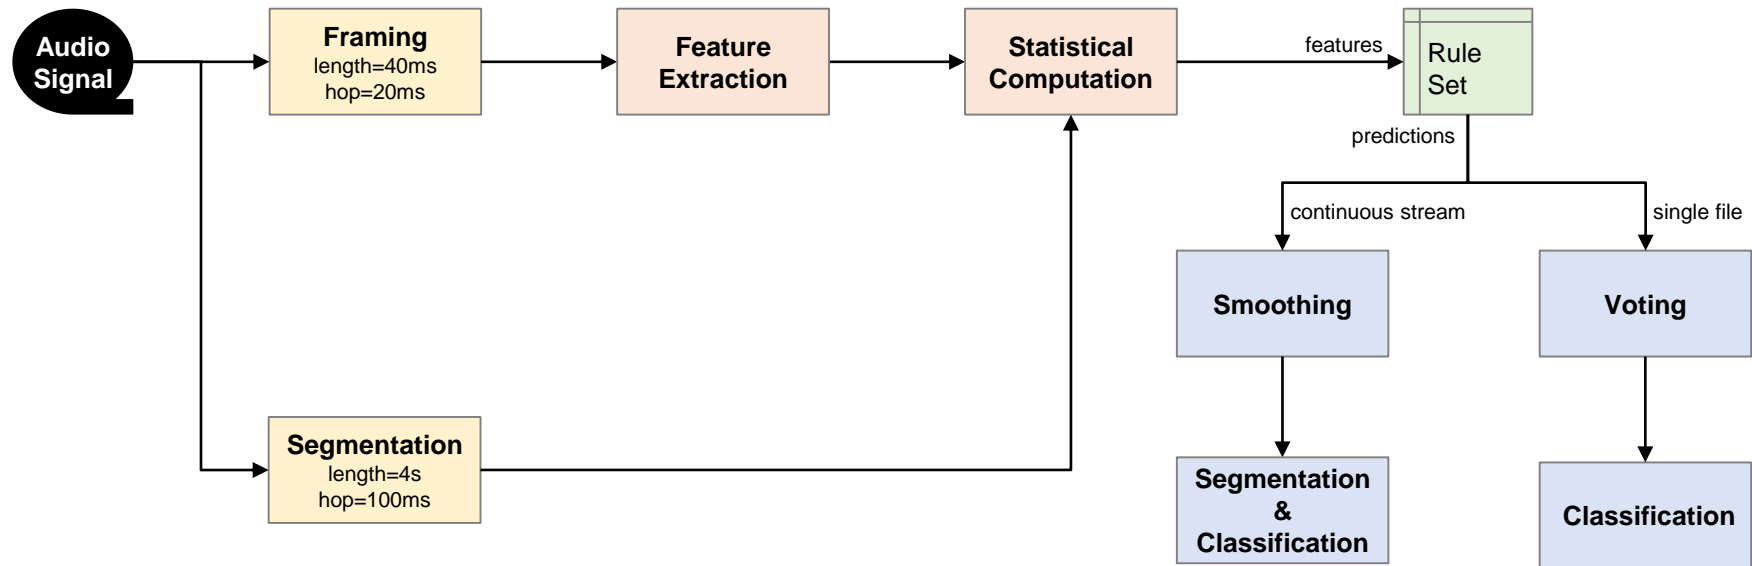 Audio
Signal
Framing
length=40ms
hop=20ms
Feature
Extraction
Statistical
Computation
features
Rule
Set
predictions
continuous stream
single file
Smoothing
Voting
Segmentation
length=4s
hop=100ms
Segmentation
&
Classification
Classification